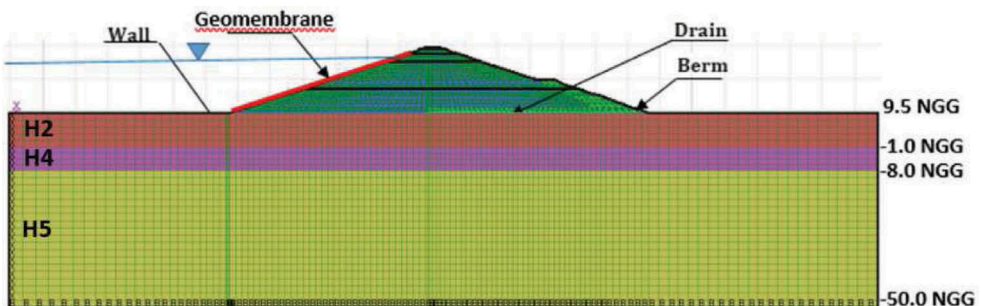 Geomembrane
Wall
Drain
Berm
9.5 NGG
H2
-1.0 NGG
H4
-8.0 NGG
H5
-50.0 NGG